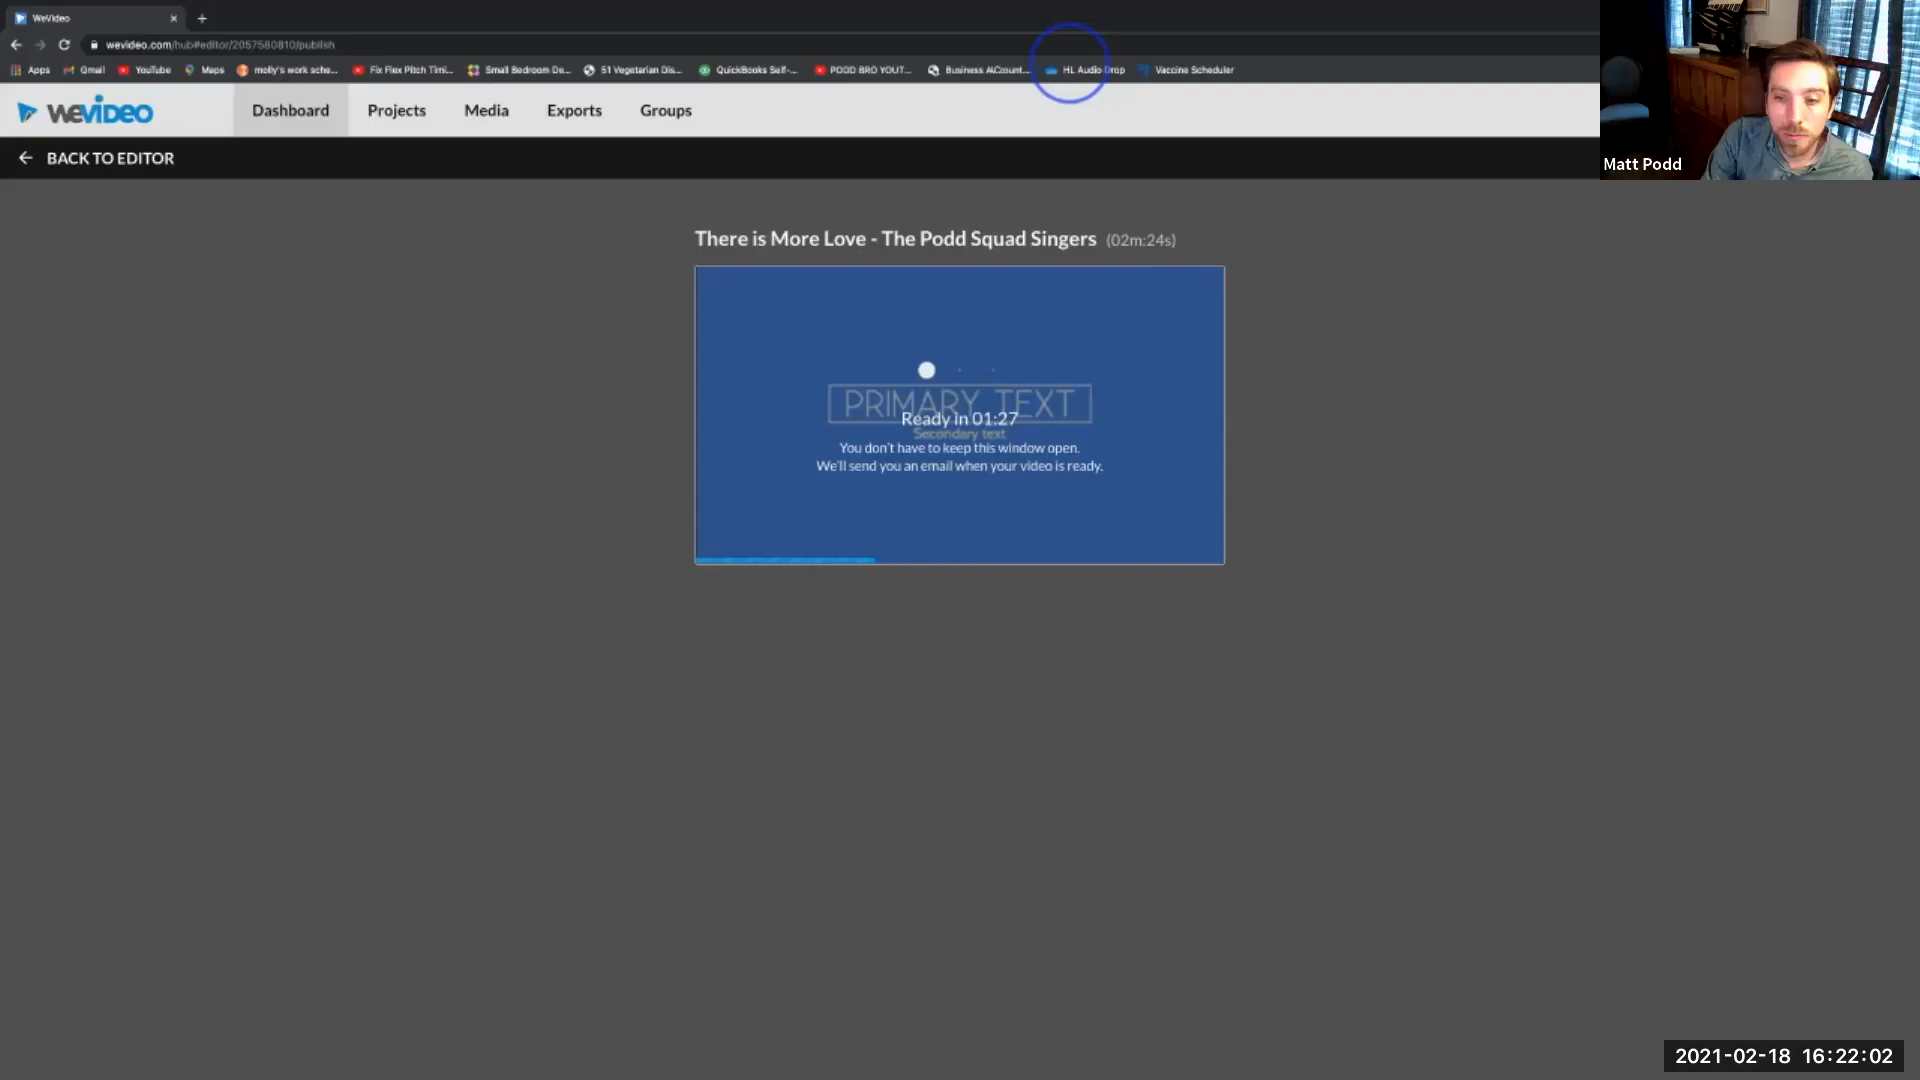 WeVideo
wevideo.com/hub#editor/2057580810/publish
Apps Gmail YouTube Maps molly's work sche... Fix Flex Pitch Timi... Small Bedroom De... 51 Vegetarian Dis... QuickBooks Self-... PODD BRO YOUT... Business ACcount... HL Audio Drop Vaccine Scheduler
WEVIDEO Dashboard Projects Media Exports Groups
BACK TO EDITOR
Matt Podd
There is More Love - The Podd Squad Singers (02m:24s)
PRIMARY TEXT
Ready in 01:27
Secondary text
You don't have to keep this window open.
We'll send you an email when your video is ready.
2021-02-18 16:22:02